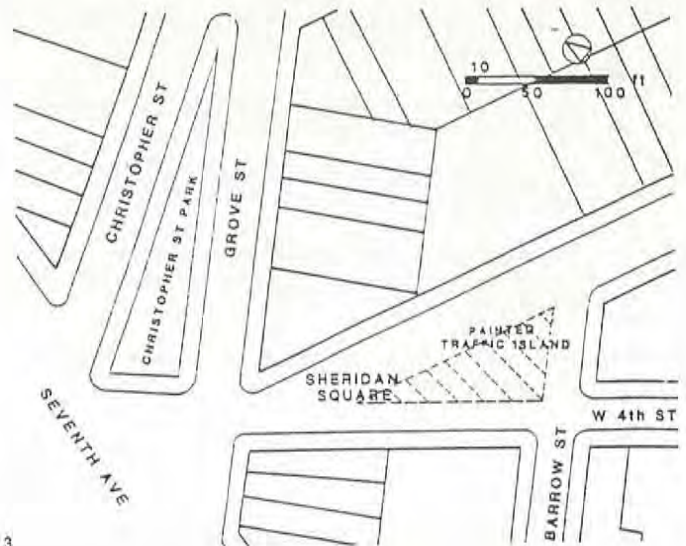 10
ft
0 50 100
CHRISTOPHER ST
CHRISTOPHER ST PARK
GROVE ST
PAINTED
TRAFFIC ISLAND
SHERIDAN
SQUARE
W 4th ST
SEVENTH AVE
BARROW ST
3